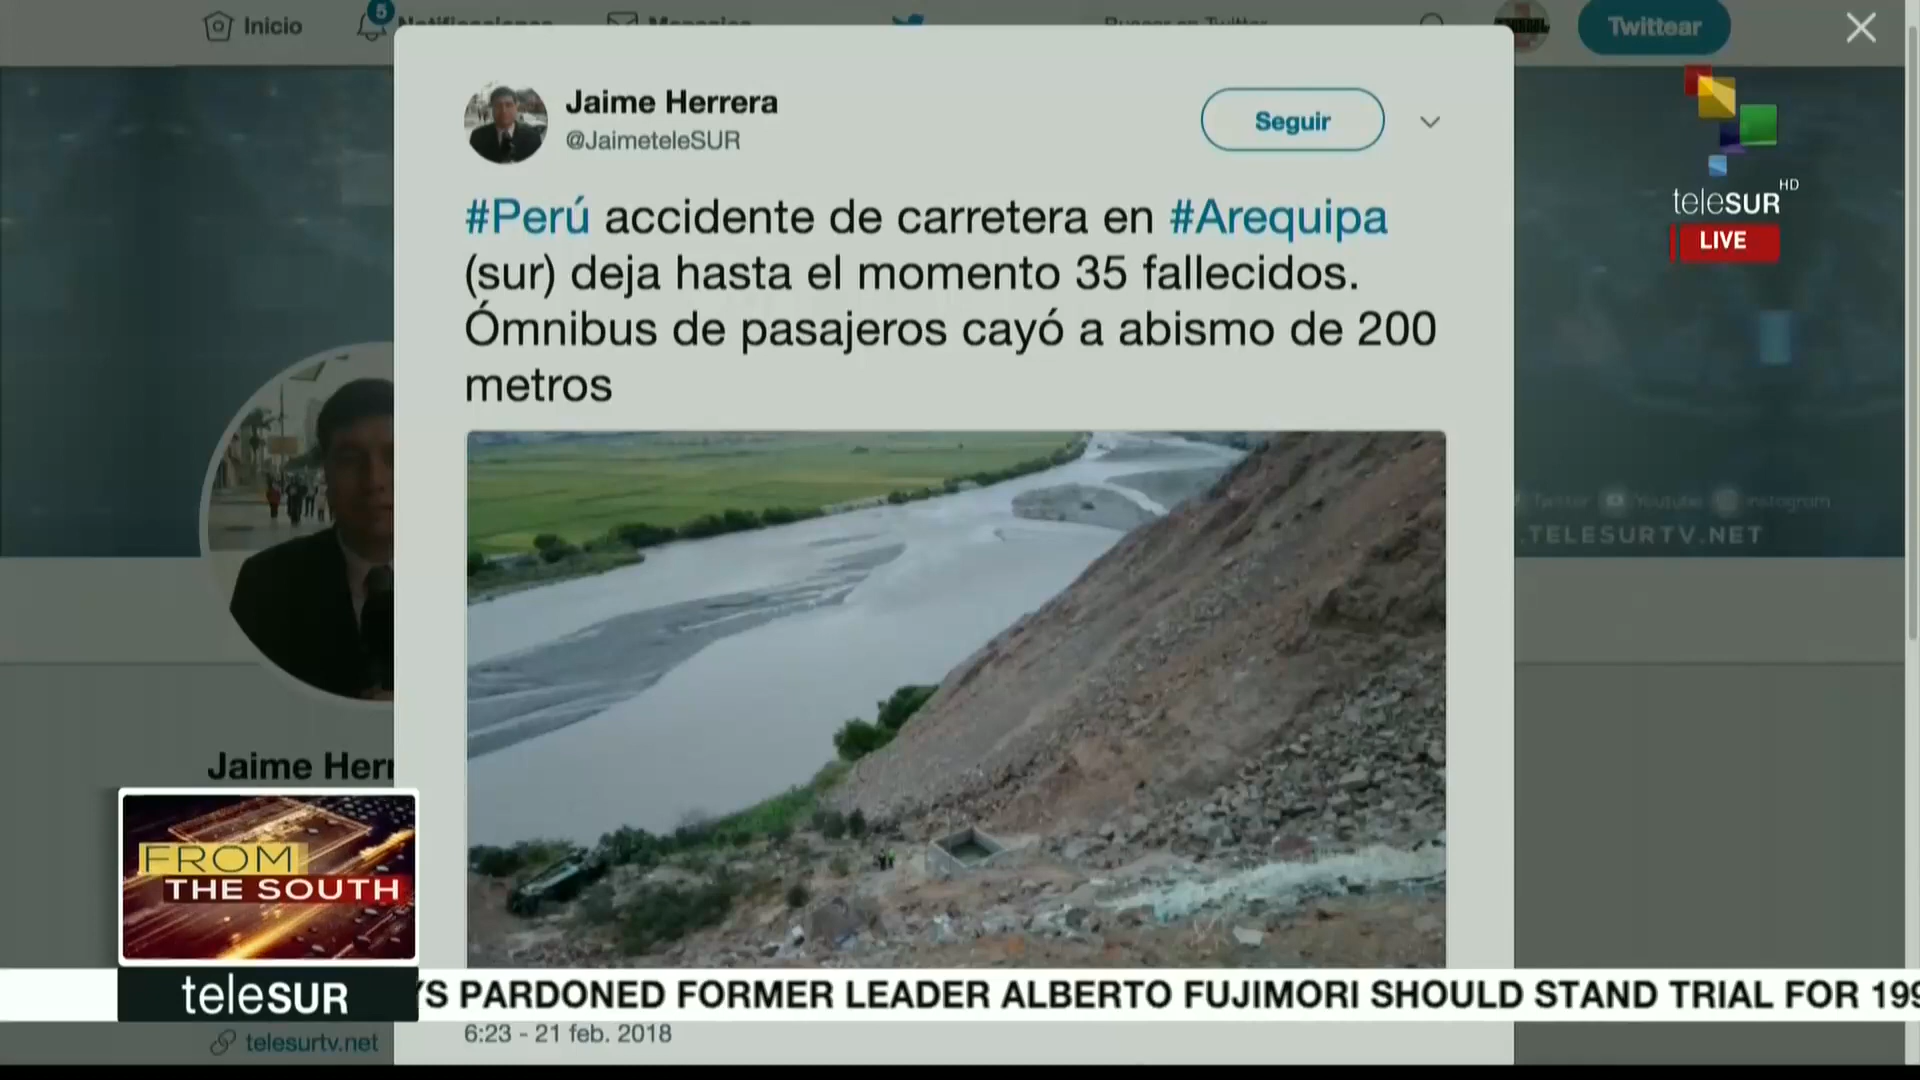 Inicio
5
Notificaciones
Mensajes
Buscar en Twitter
Twittear
Jaime Herrera
@JaimeteleSUR
Seguir
teleSUR HD
LIVE
#Perú accidente de carretera en #Arequipa
(sur) deja hasta el momento 35 fallecidos.
Ómnibus de pasajeros cayó a abismo de 200
metros
Twitter Youtube Instagram
.TELESURTV.NET
Jaime Herr
FROM
THE SOUTH
teleSUR
'S PARDONED FORMER LEADER ALBERTO FUJIMORI SHOULD STAND TRIAL FOR 199
6:23 - 21 feb. 2018
telesurtv.net